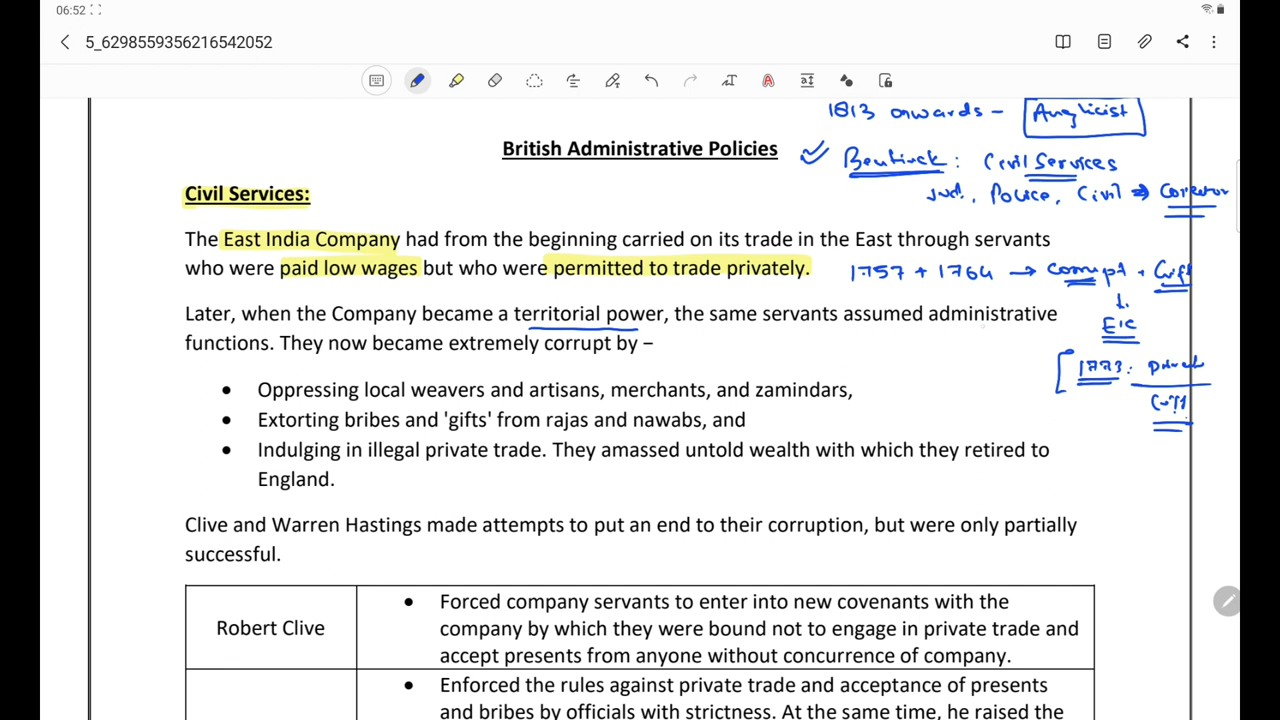 06:52
5_6298559356216542052
1813 onwards - Anglicist
British Administrative Policies
Bentinck: Civil Services
Jud., Police, Civil → Corrector
Civil Services:
The East India Company had from the beginning carried on its trade in the East through servants
who were paid low wages but who were permitted to trade privately.
1757 + 1764 → Corrupt + Gift
↓
EIC
Later, when the Company became a territorial power, the same servants assumed administrative
functions. They now became extremely corrupt by –
[1773:
• Oppressing local weavers and artisans, merchants, and zamindars,
• Extorting bribes and 'gifts' from rajas and nawabs, and
• Indulging in illegal private trade. They amassed untold wealth with which they retired to
England.
Clive and Warren Hastings made attempts to put an end to their corruption, but were only partially
successful.
Robert Clive
• Forced company servants to enter into new covenants with the
company by which they were bound not to engage in private trade and
accept presents from anyone without concurrence of company.
• Enforced the rules against private trade and acceptance of presents
and bribes by officials with strictness. At the same time, he raised the